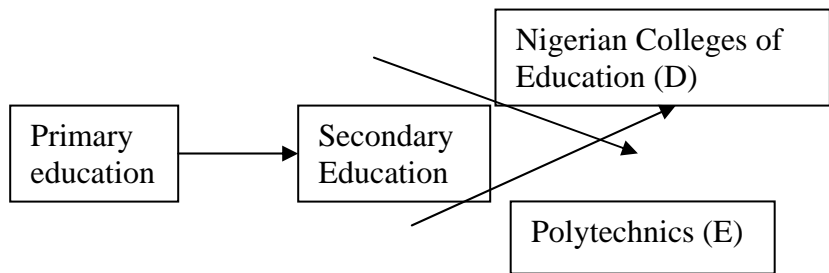 Primary
education
Secondary
Education
Nigerian Colleges of
Education (D)
Polytechnics (E)